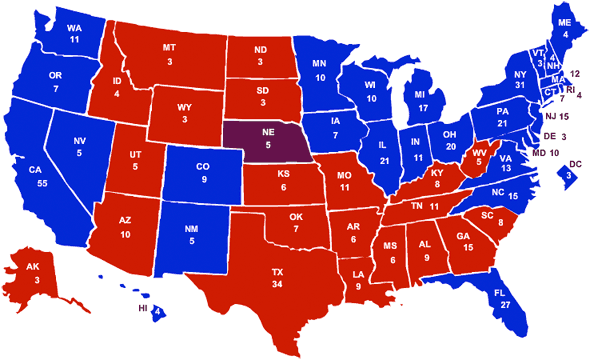 WA
11
OR
7
CA 55
NV
5
ID
4
MT
3
WY
3
UT
5
AZ
10
CO
9
NM
5
ND
3
SD
3
NE
5
KS
6
OK
7
TX
34
MN
10
IA
7
MO
11
AR
6
LA
9
WI
10
IL
21
MI
17
IN
11
OH
20
KY
8
TN 11
MS
6
AL
9
GA
15
FL
27
SC 8
NC 15
VA
13
WV
5
PA
21
NY
31
VT
3
4
NH
ME
4
MA
12
CT
7
RI
4
NJ 15
DE 3
MD 10
DC
3
AK
3
HI
4